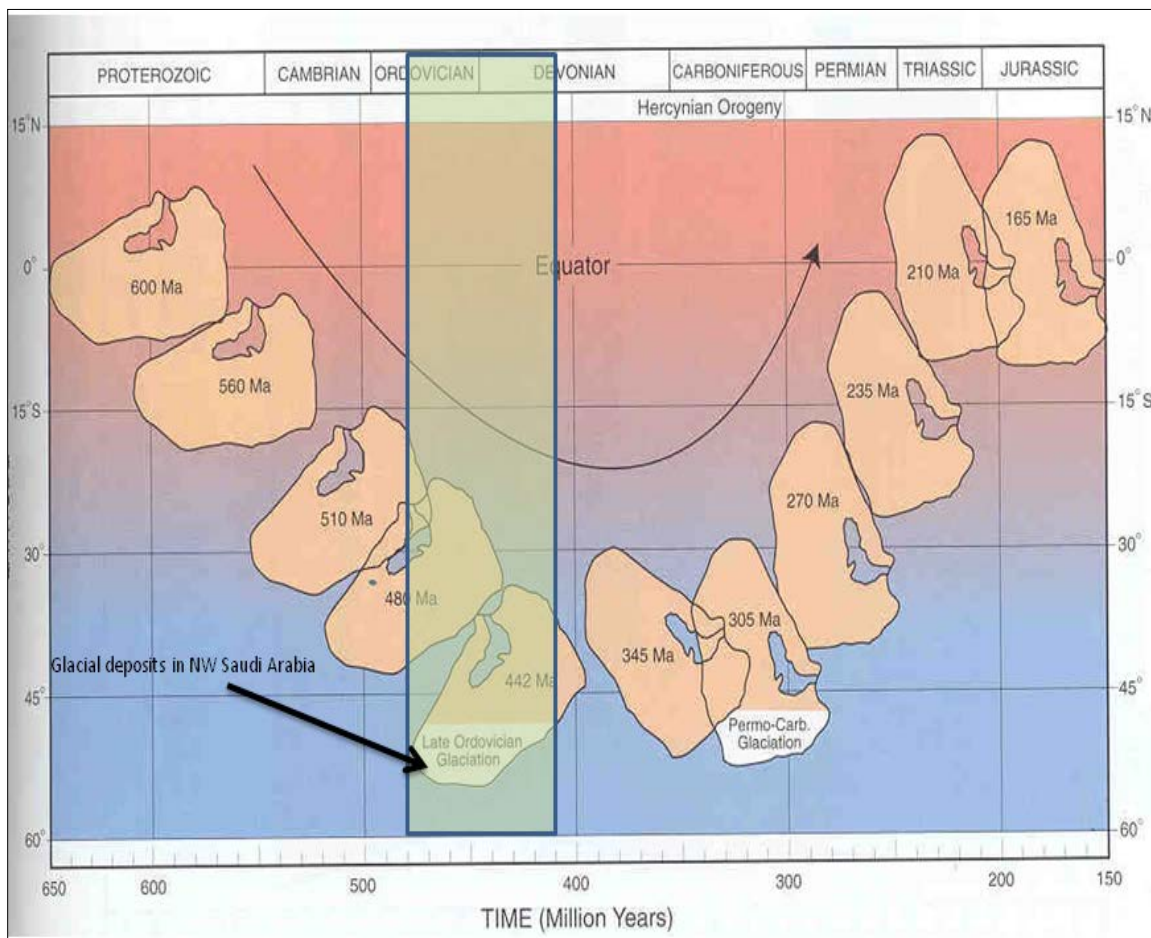 PROTEROZOIC CAMBRIAN ORDOVICIAN DEVONIAN CARBONIFEROUS PERMIAN TRIASSIC JURASSIC
Hercynian Orogeny
15°N 15°N
165 Ma
0° Equator 210 Ma 0°
600 Ma
560 Ma 235 Ma
15°S 15°S
270 Ma
510 Ma
30° 30°
480 Ma 305 Ma
345 Ma
Glacial deposits in NW Saudi Arabia
442 Ma
45° 45°
Late Ordovician
Glaciation
Permo-Carb.
Glaciation
60° 60°
650 600 500 400 300 200 150
TIME (Million Years)